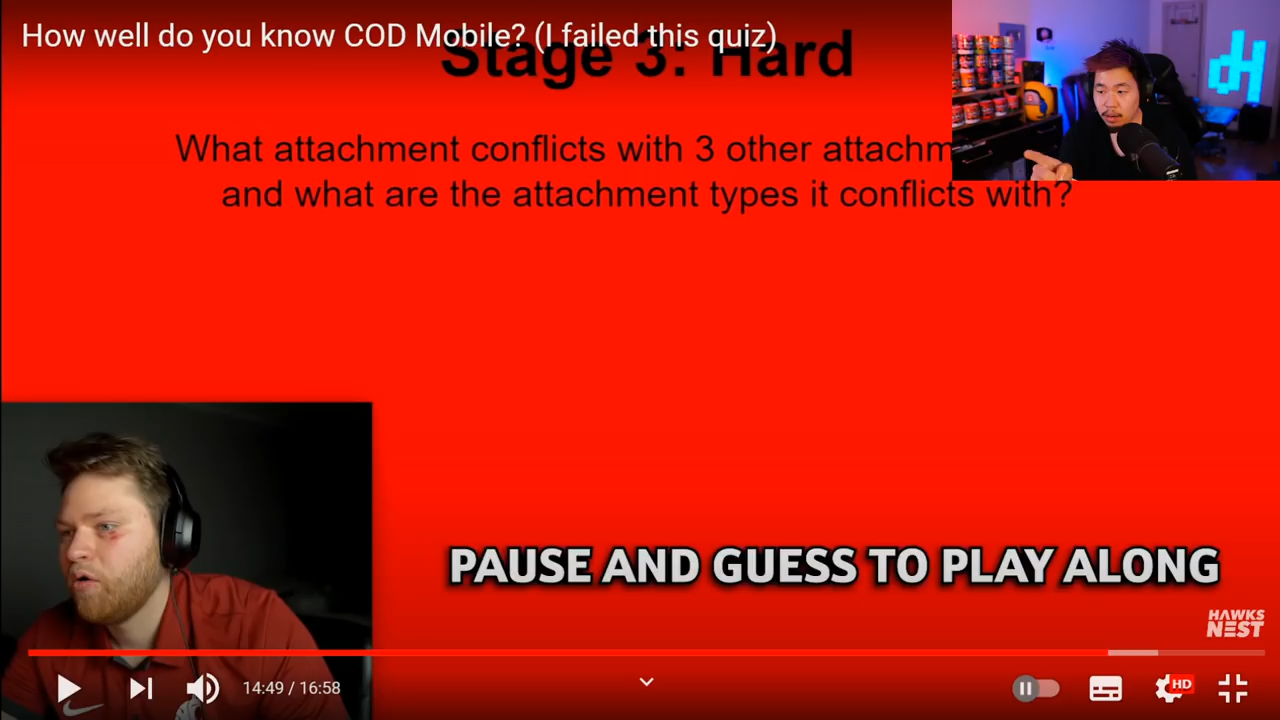 How well do you know COD Mobile? (I failed this quiz)
Stage 3: Hard
What attachment conflicts with 3 other attachm
and what are the attachment types it conflicts with?
PAUSE AND GUESS TO PLAY ALONG
HAWKS
NEST
14:49 / 16:58
HD